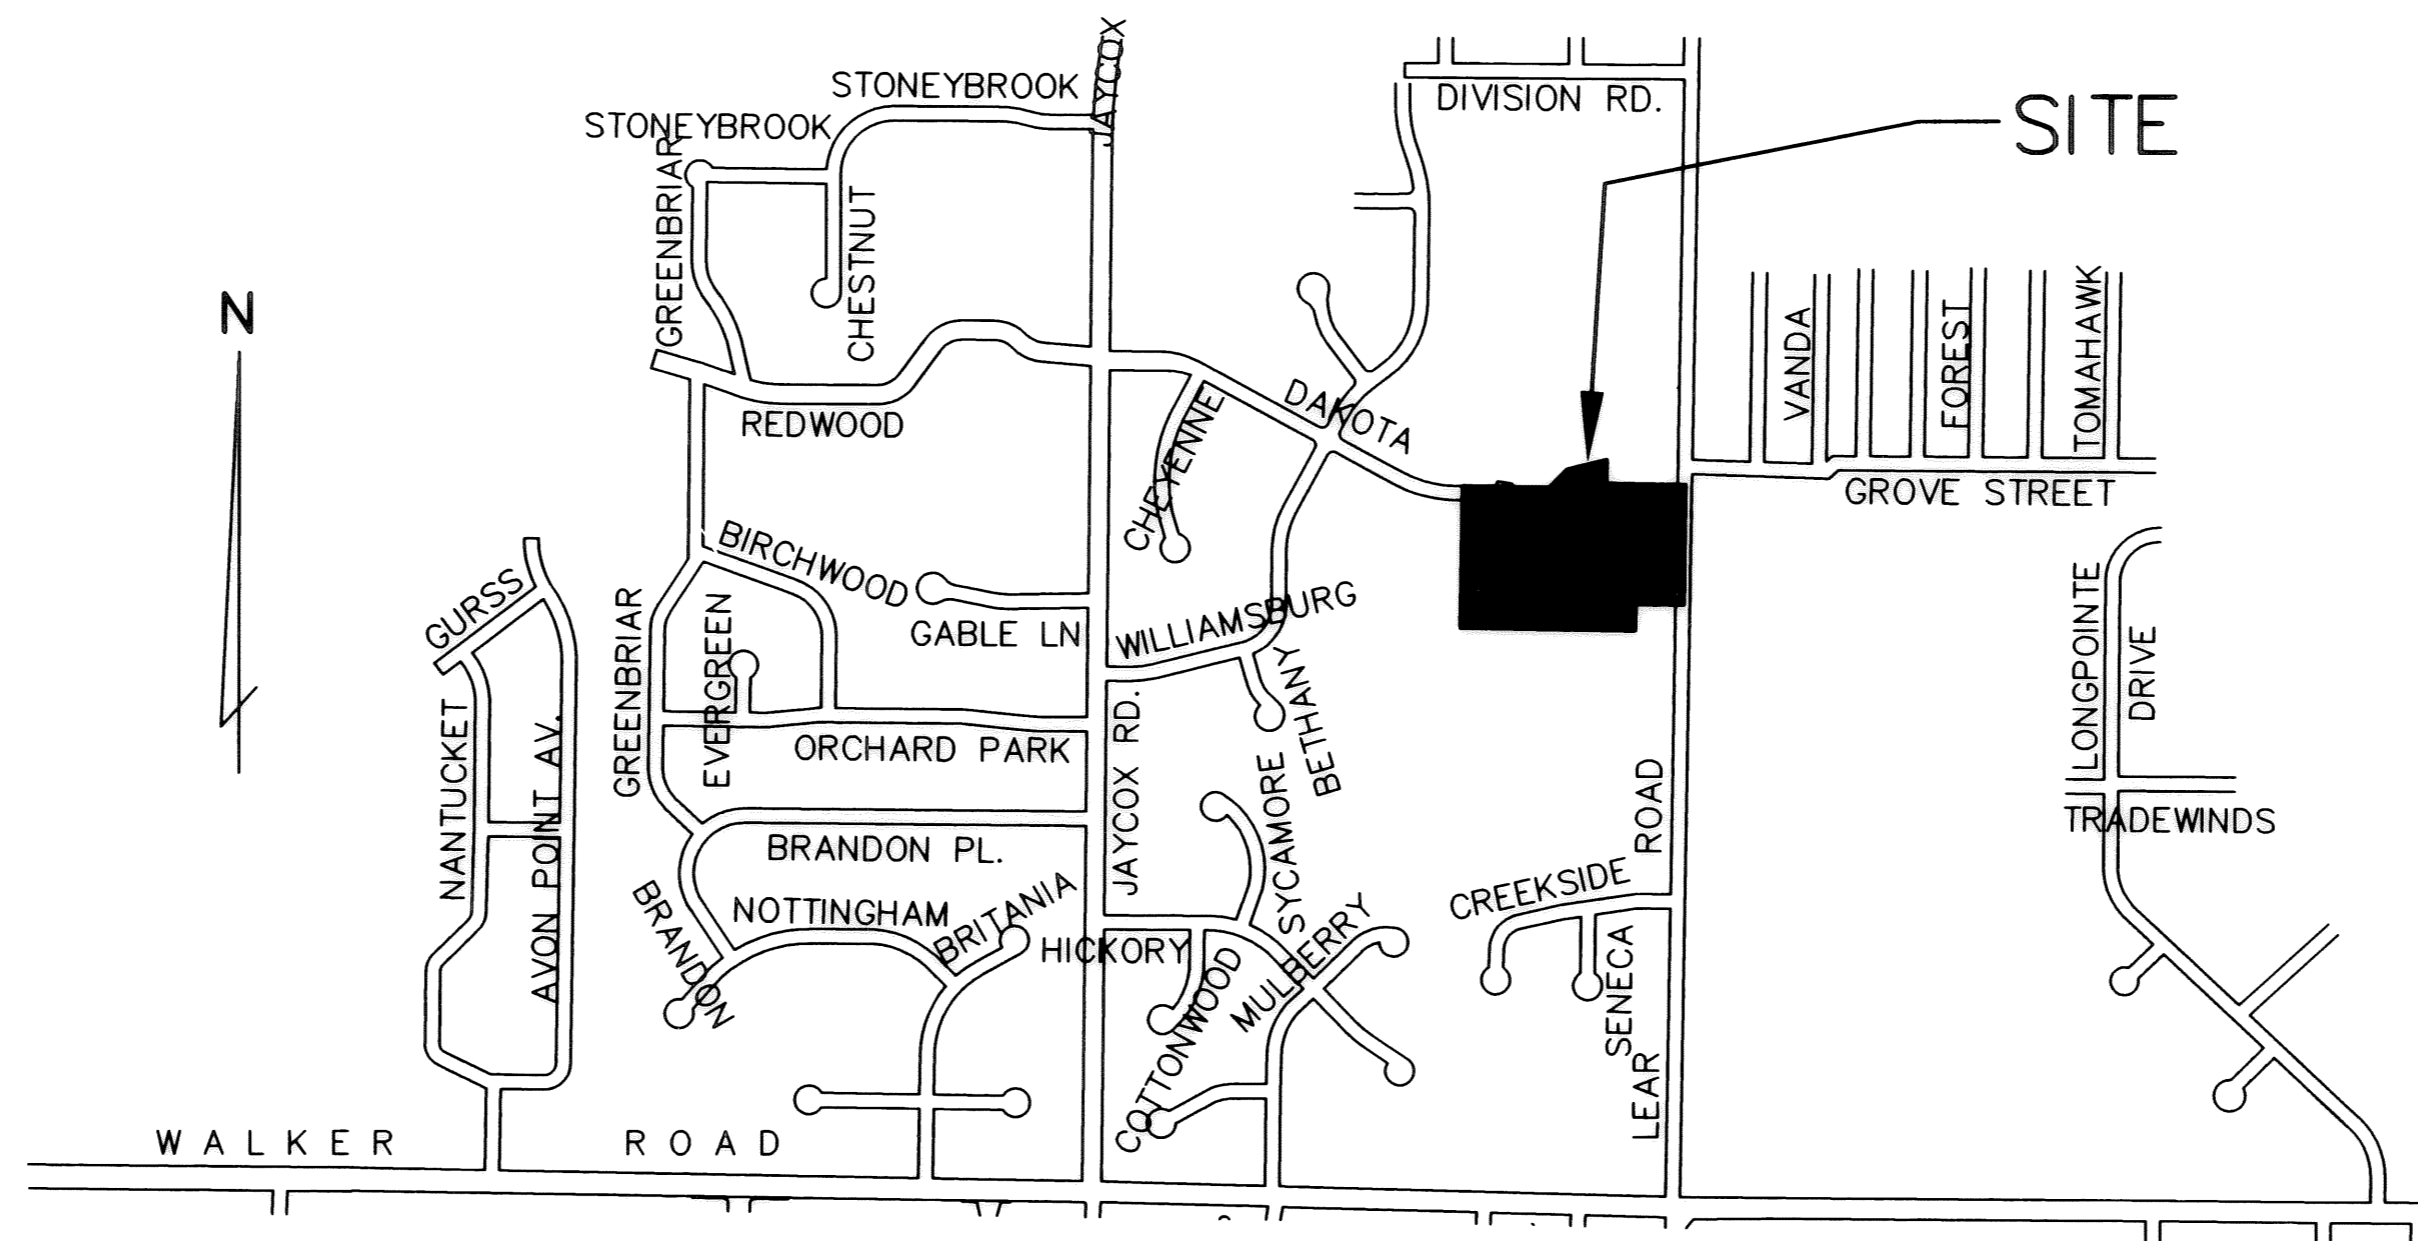 JAYCOX
STONEYBROOK
STONEYBROOK
DIVISION RD.
SITE
GREENBRIAR
CHESTNUT
N
VANDA
FOREST
TOMAHAWK
REDWOOD
DAKOTA
CHEYENNE
GROVE STREET
BIRCHWOOD
GURSS
GREENBRIAR
EVERGREEN
GABLE LN
WILLIAMSBURG
BETHANY
LONGPOINTE
DRIVE
NANTUCKET
AVON POINT AV.
ORCHARD PARK
JAYCOX RD.
SYCAMORE
ROAD
TRADEWINDS
BRANDON PL.
BRANDON
NOTTINGHAM
BRITANIA
HICKORY
COTTONWOOD
MULBERRY
CREEKSIDE
SENECA
LEAR
WALKER ROAD